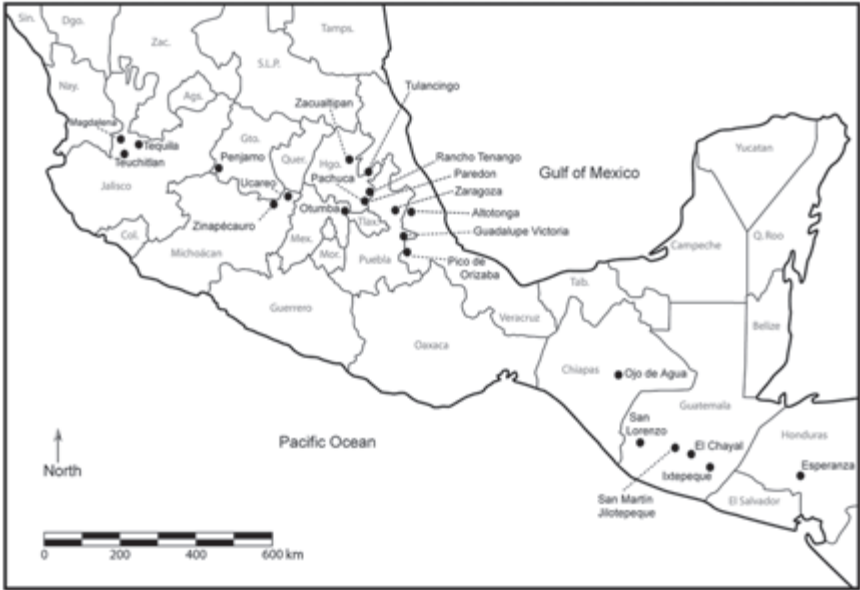 Sin.
Dgo.
Zac.
Tamps.
S.L.P.
Nay.
Ags.
Tulancingo
Zacualtipan
Magdalena
Tequila
Teuchitlan
Gto.
Penjamo
Quer.
Hgo.
Pachuca
Rancho Tenango
Paredon
Zaragoza
Altotonga
Guadalupe Victoria
Pico de
Orizaba
Jalisco
Ucareo
Otumba
Tlax.
Zinapécauro
Col.
Michoácan
Mex.
Mor.
Puebla
Guerrero
Oaxaca
Veracruz
Gulf of Mexico
Yucatan
Campeche
Q. Roo
Tab.
Belize
Chiapas
Ojo de Agua
Guatemala
San
Lorenzo
El Chayal
Ixtepeque
San Martín
Jilotepeque
Honduras
Esperanza
El Salvador
Pacific Ocean
North
0 200 400 600 km